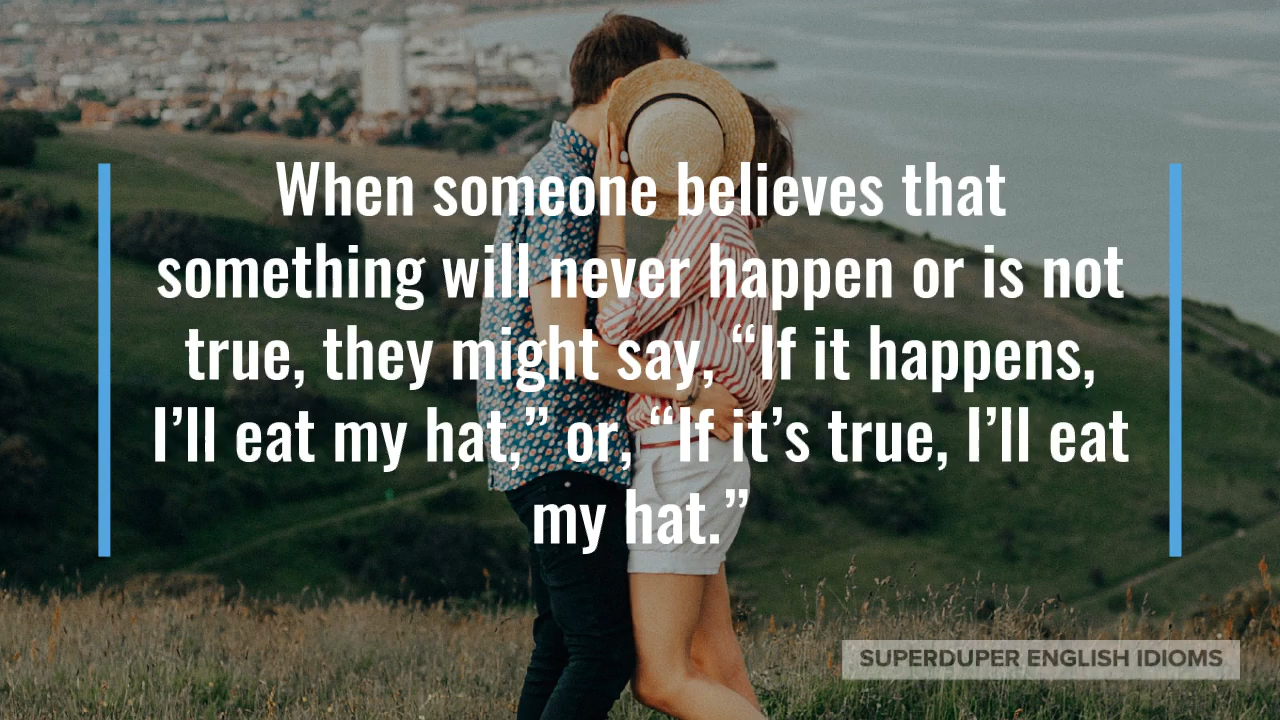 When someone believes that
something will never happen or is not
true, they might say, “If it happens,
I’ll eat my hat,” or, “If it’s true, I’ll eat
my hat.”
SUPERDUPER ENGLISH IDIOMS